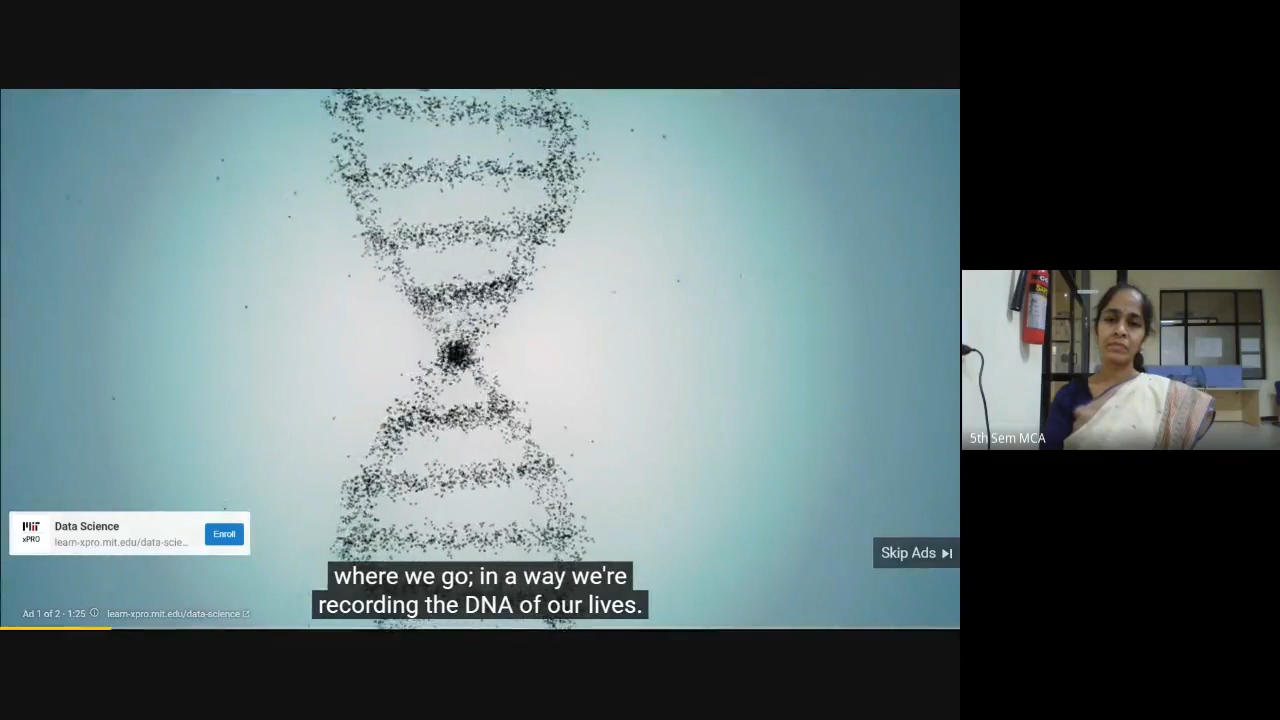 MIT
xPRO
Data Science
learn-xpro.mit.edu/data-scie...
Enroll
Skip Ads
where we go; in a way we're
recording the DNA of our lives.
Ad 1 of 2 · 1:25
learn-xpro.mit.edu/data-science
5th Sem MCA